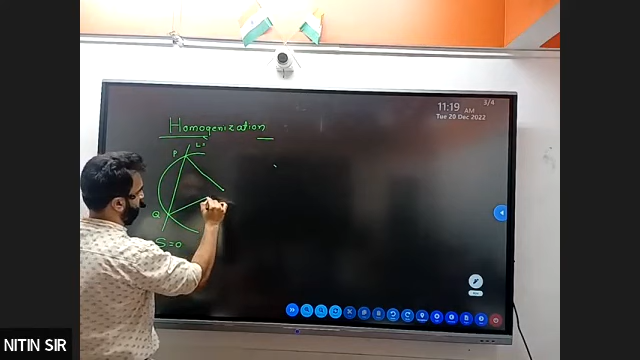 11:19 AM
3/4
Tue 20 Dec 2022
Homogenization
P
Q
S=0
NITIN SIR